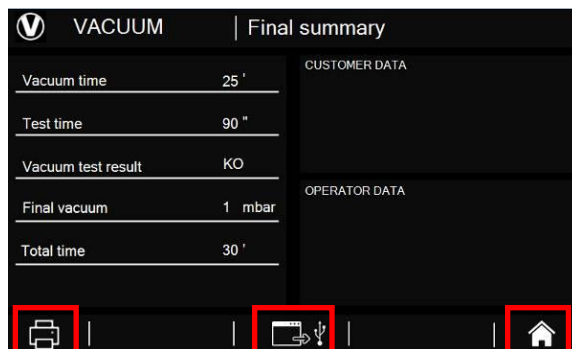 V VACUUM | Final summary
Vacuum time 25 '
Test time 90 "
Vacuum test result KO
Final vacuum 1 mbar
Total time 30 '
CUSTOMER DATA
OPERATOR DATA